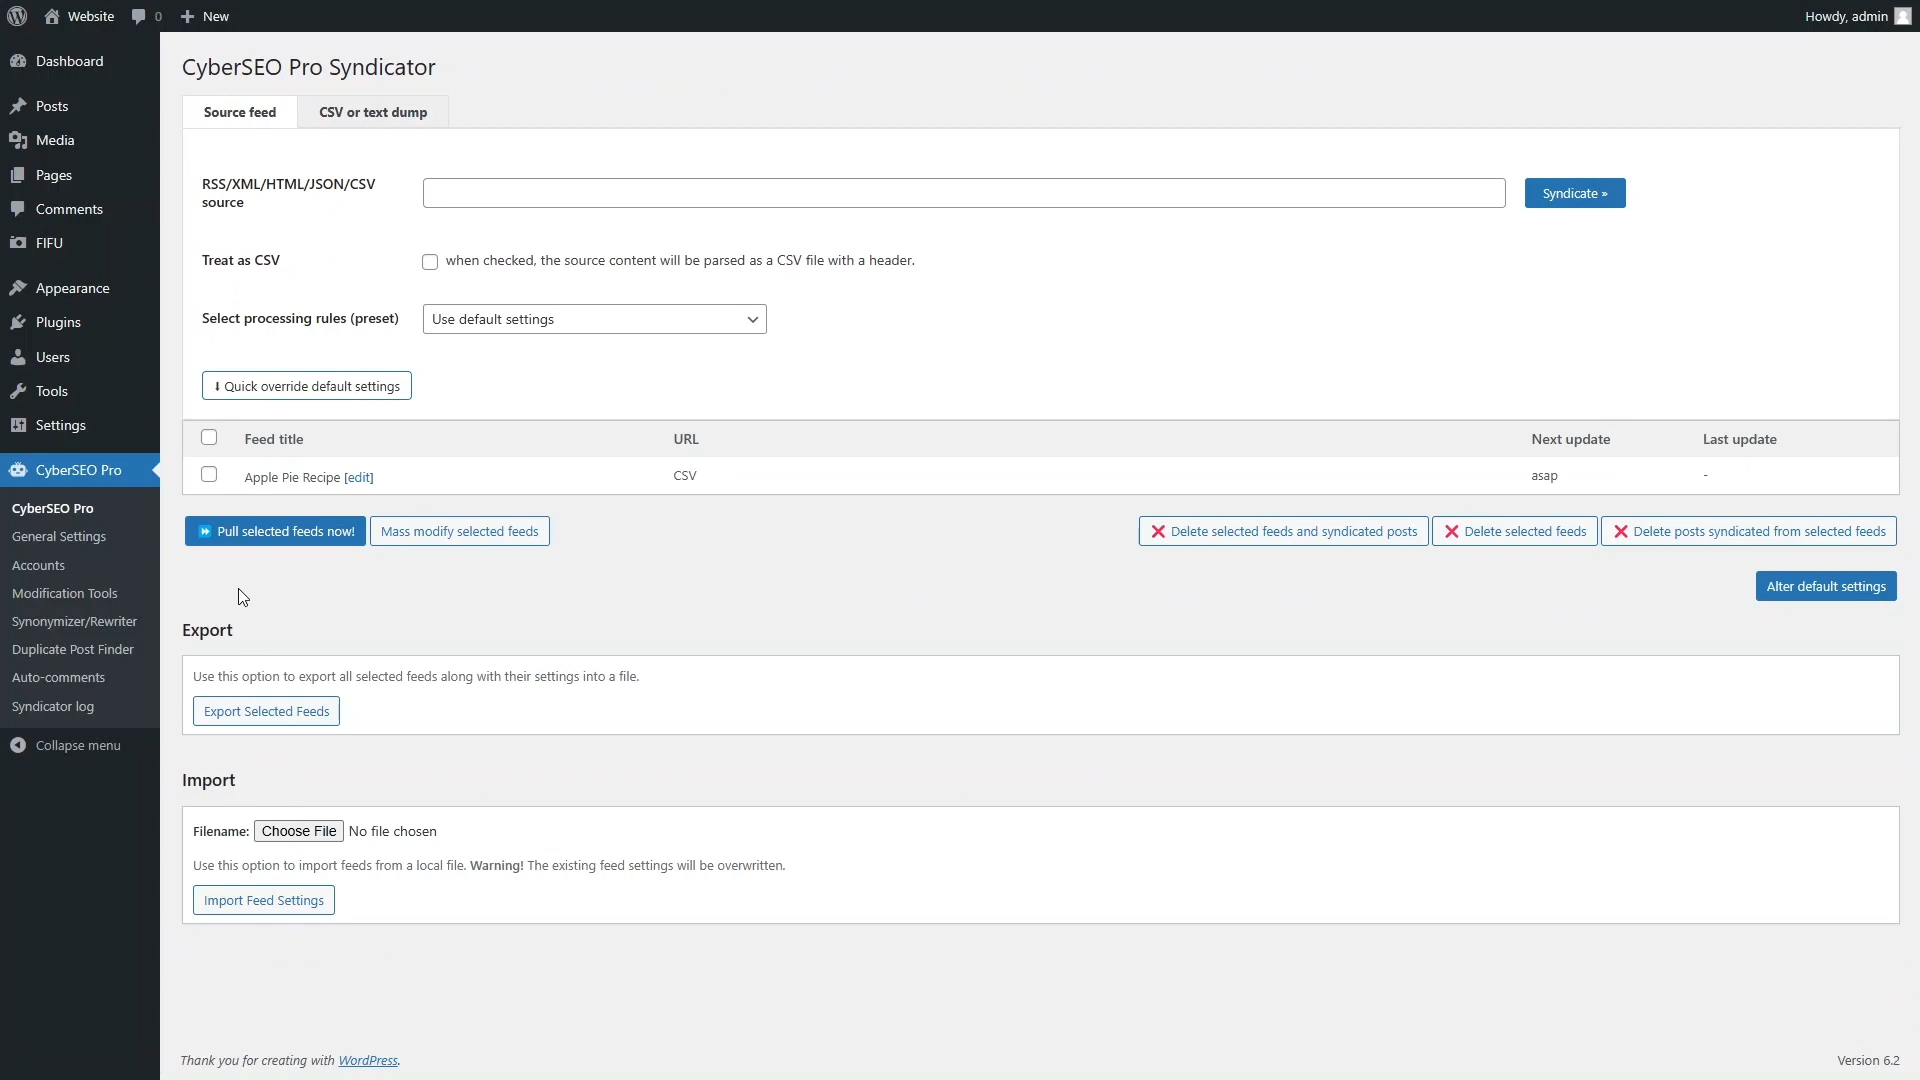 Website
0
New
Howdy, admin
Dashboard
Posts
Media
Pages
Comments
FIFU
Appearance
Plugins
Users
Tools
Settings
CyberSEO Pro
CyberSEO Pro
General Settings
Accounts
Modification Tools
Synonymizer/Rewriter
Duplicate Post Finder
Auto-comments
Syndicator log
Collapse menu
CyberSEO Pro Syndicator
Source feed
CSV or text dump
RSS/XML/HTML/JSON/CSV
source
Syndicate »
Treat as CSV
when checked, the source content will be parsed as a CSV file with a header.
Select processing rules (preset)
Use default settings
⬇ Quick override default settings
Feed title
URL
Next update
Last update
Apple Pie Recipe [edit]
CSV
asap
-
⏩ Pull selected feeds now!
Mass modify selected feeds
❌ Delete selected feeds and syndicated posts
❌ Delete selected feeds
❌ Delete posts syndicated from selected feeds
Alter default settings
Export
Use this option to export all selected feeds along with their settings into a file.
Export Selected Feeds
Import
Filename: Choose File No file chosen
Use this option to import feeds from a local file. Warning! The existing feed settings will be overwritten.
Import Feed Settings
Thank you for creating with WordPress.
Version 6.2